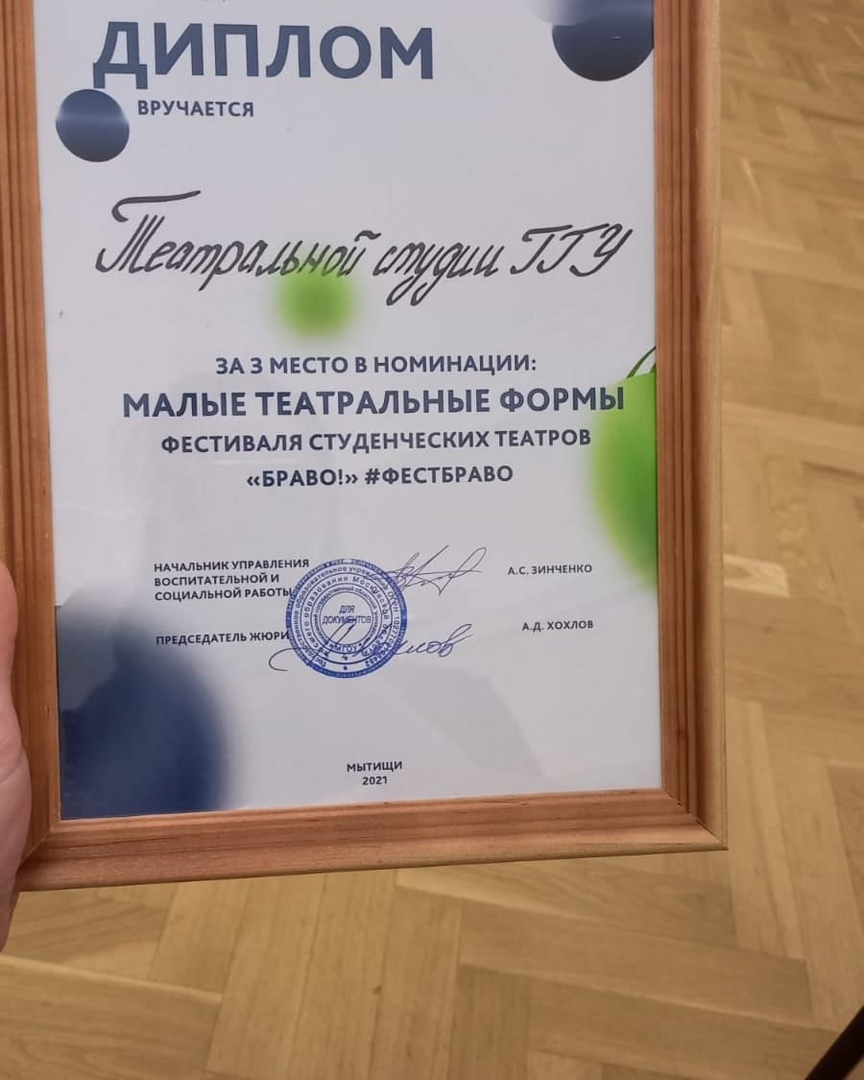 ДИПЛОМ
ВРУЧАЕТСЯ
Театральной студии ГГУ
ЗА 3 МЕСТО В НОМИНАЦИИ:
МАЛЫЕ ТЕАТРАЛЬНЫЕ ФОРМЫ
ФЕСТИВАЛЯ СТУДЕНЧЕСКИХ ТЕАТРОВ
«БРАВО!» #ФЕСТБРАВО
НАЧАЛЬНИК УПРАВЛЕНИЯ
ВОСПИТАТЕЛЬНОЙ И
СОЦИАЛЬНОЙ РАБОТЫ
А.С. ЗИНЧЕНКО
ДЛЯ
ДОКУМЕНТОВ
ПРЕДСЕДАТЕЛЬ ЖЮРИ
А.Д. ХОХЛОВ
МЫТИЩИ
2021